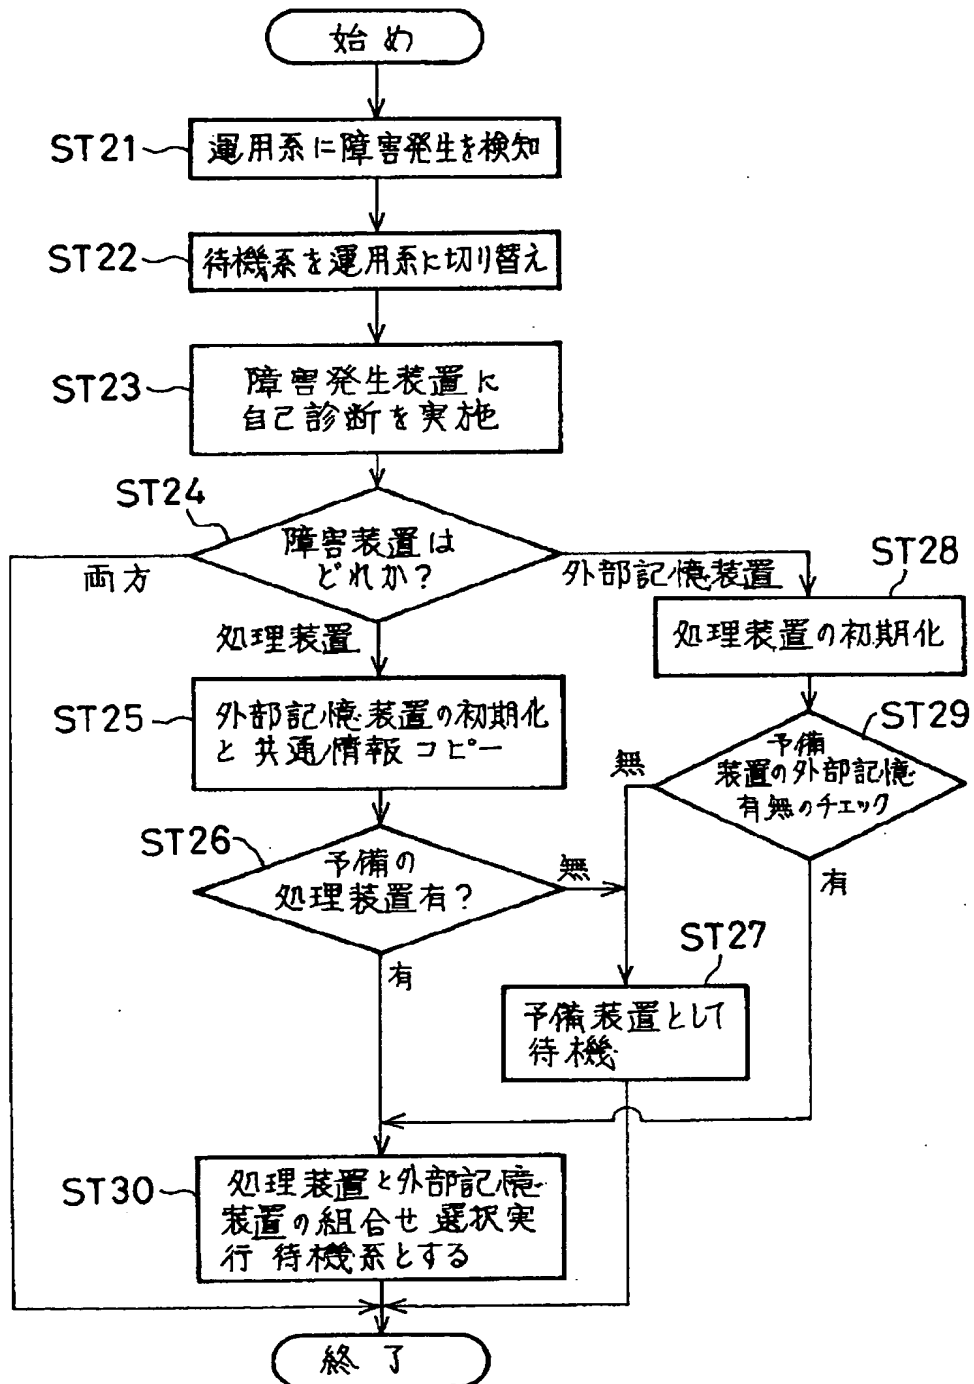 始め
ST21
運用系に障害発生を検知
ST22
待機系を運用系に切り替え
ST23
障害発生装置に
自己診断を実施
ST24
障害装置は
どれか?
両方
外部記憶装置
処理装置
ST28
処理装置の初期化
ST25
外部記憶装置の初期化
と共通情報コピー
ST29
予備
装置の外部記憶
有無のチェック
無
有
ST26
予備の
処理装置有?
無
有
ST27
予備装置として
待機
ST30
処理装置と外部記憶
装置の組合せ選択実
行 待機系とする
終了